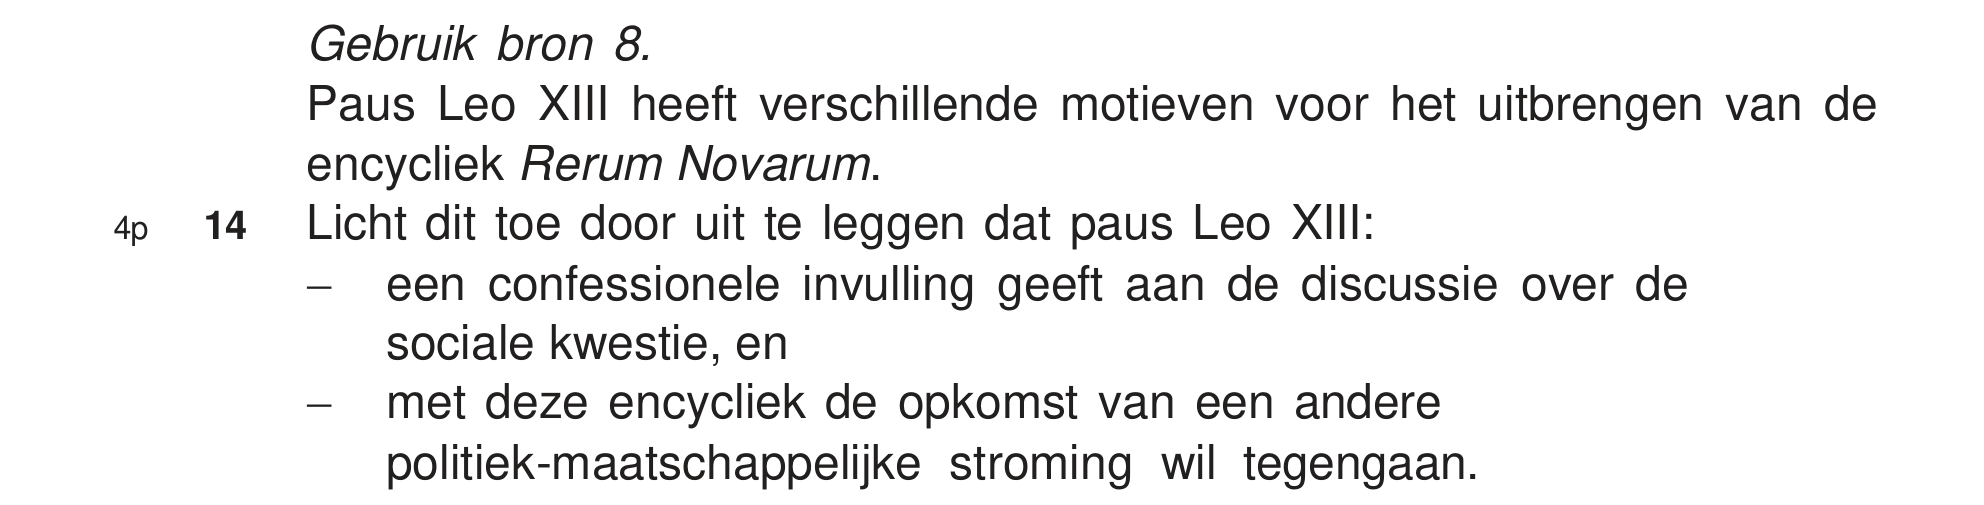 Gebruik bron 8.
Paus Leo XIII heeft verschillende motieven voor het uitbrengen van de
encycliek Rerum Novarum.
4p 14 Licht dit toe door uit te leggen dat paus Leo XIII:
– een confessionele invulling geeft aan de discussie over de
sociale kwestie, en
– met deze encycliek de opkomst van een andere
politiek-maatschappelijke stroming wil tegengaan.